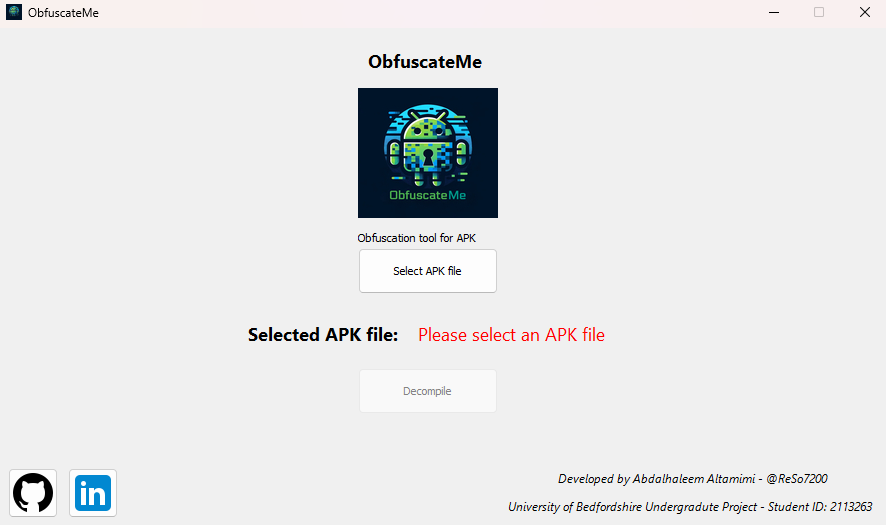 ObfuscateMe
ObfuscateMe
ObfuscateMe
Obfuscation tool for APK
Select APK file
Selected APK file: Please select an APK file
Decompile
in
Developed by Abdalhaleem Altamimi - @ReSo7200
University of Bedfordshire Undergradute Project - Student ID: 2113263